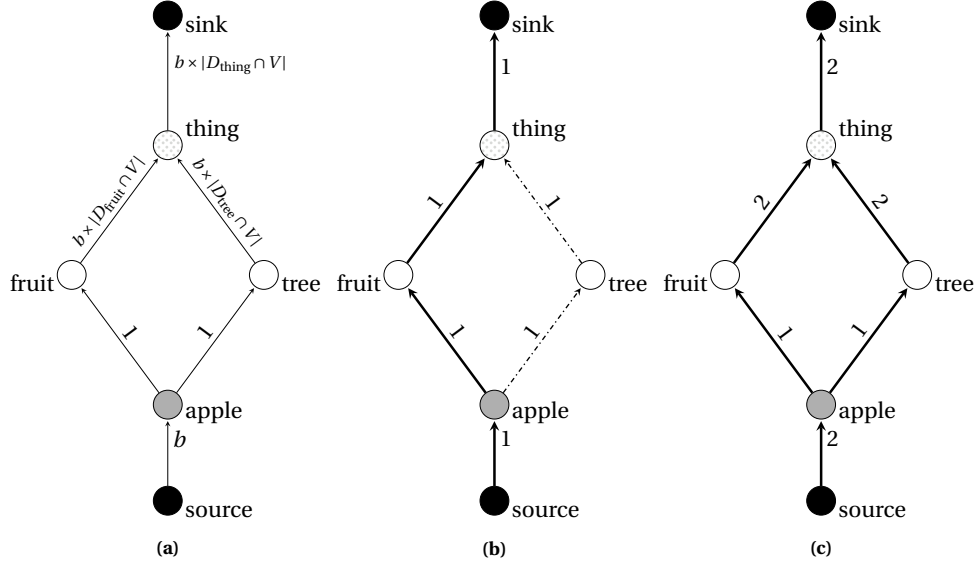 sink
b × |D_thing ∩ V|
thing
b × |D_fruit ∩ V|
b × |D_tree ∩ V|
fruit
tree
1
1
apple
b
source
(a)
sink
1
thing
1
1
fruit
tree
1
1
apple
1
source
(b)
sink
2
thing
2
2
fruit
tree
1
1
apple
2
source
(c)